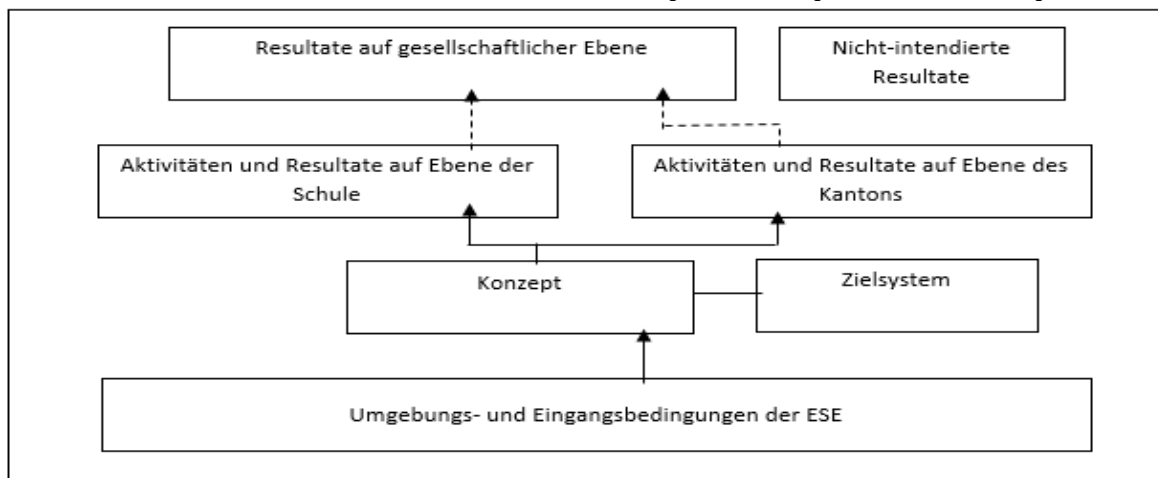 Resultate auf gesellschaftlicher Ebene
Nicht-intendierte
Resultate
Aktivitäten und Resultate auf Ebene der
Schule
Aktivitäten und Resultate auf Ebene des
Kantons
Konzept
Zielsystem
Umgebungs- und Eingangsbedingungen der ESE